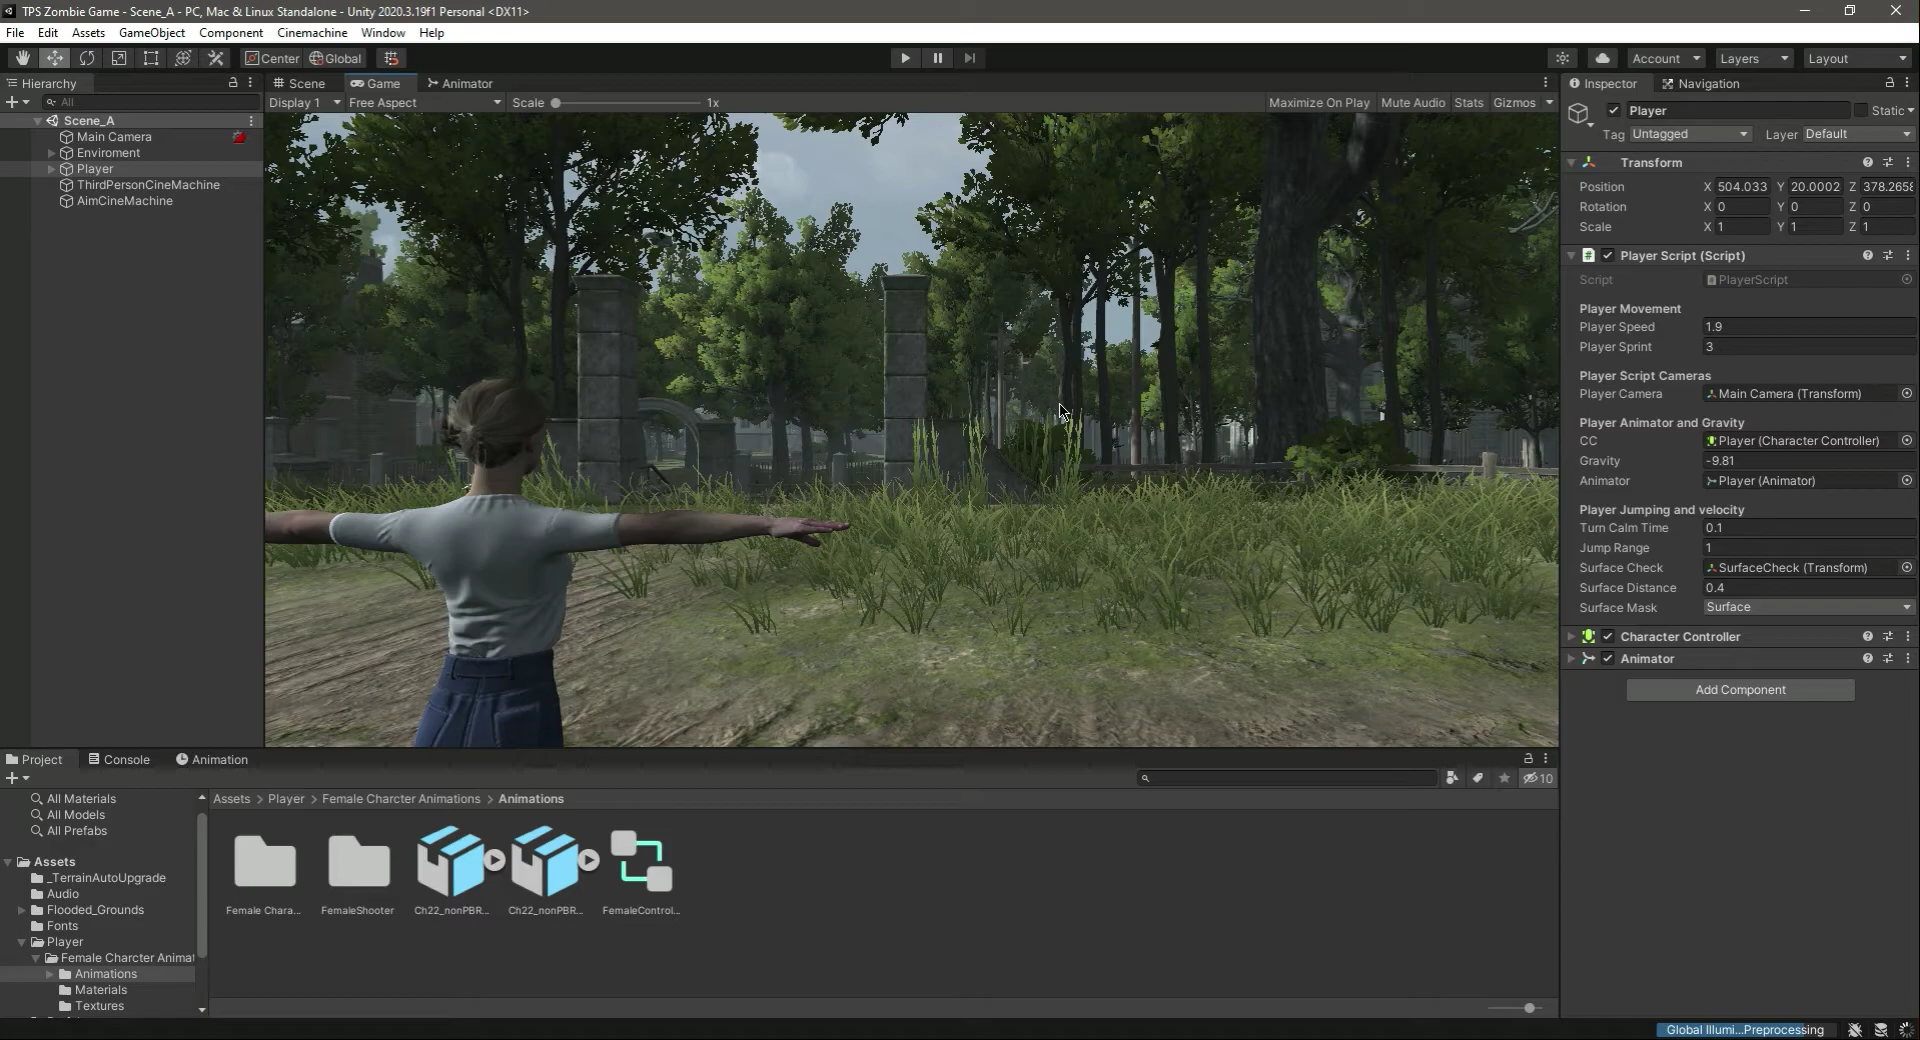 TPS Zombie Game - Scene_A - PC, Mac & Linux Standalone - Unity 2020.3.19f1 Personal <DX11>
File Edit Assets GameObject Component Cinemachine Window Help
Center Global Account Layers Layout
Hierarchy Scene Game Animator Inspector Navigation
All Display 1 Free Aspect Scale 1x Maximize On Play Mute Audio Stats Gizmos
Scene_A
Main Camera
Enviroment
Player
ThirdPersonCineMachine
AimCineMachine
Player Static
Tag Untagged Layer Default
Transform
Position X 504.033 Y 20.0002 Z 378.2658
Rotation X 0 Y 0 Z 0
Scale X 1 Y 1 Z 1
Player Script (Script)
Script PlayerScript
Player Movement
Player Speed 1.9
Player Sprint 3
Player Script Cameras
Player Camera Main Camera (Transform)
Player Animator and Gravity
CC Player (Character Controller)
Gravity -9.81
Animator Player (Animator)
Player Jumping and velocity
Turn Calm Time 0.1
Jump Range 1
Surface Check SurfaceCheck (Transform)
Surface Distance 0.4
Surface Mask Surface
Character Controller
Animator
Add Component
Project Console Animation
10
All Materials
All Models
All Prefabs
Assets
_TerrainAutoUpgrade
Audio
Flooded_Grounds
Fonts
Player
Female Charcter Animat
Animations
Materials
Textures
Assets > Player > Female Charcter Animations > Animations
Female Chara... FemaleShooter Ch22_nonPBR... Ch22_nonPBR... FemaleControl...
Global Illumi...Preprocessing